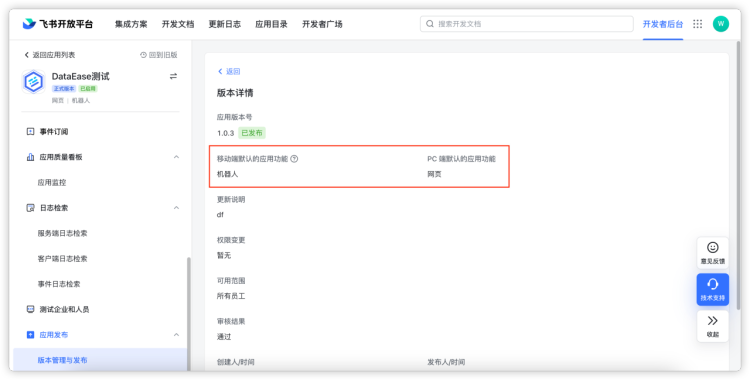 飞书开放平台
集成方案
开发文档
更新日志
应用目录
开发者广场
搜索开发文档
开发者后台
W
返回应用列表
回到旧版
DataEase测试
正式版本
已启用
网页 | 机器人
事件订阅
应用质量看板
应用监控
日志检索
服务端日志检索
客户端日志检索
事件日志检索
测试企业和人员
应用发布
版本管理与发布
返回
版本详情
应用版本号
1.0.3 已发布
移动端默认的应用功能
PC 端默认的应用功能
机器人
网页
更新说明
df
权限变更
暂无
可用范围
所有员工
审核结果
通过
创建人/时间
发布人/时间
意见反馈
技术支持
收起